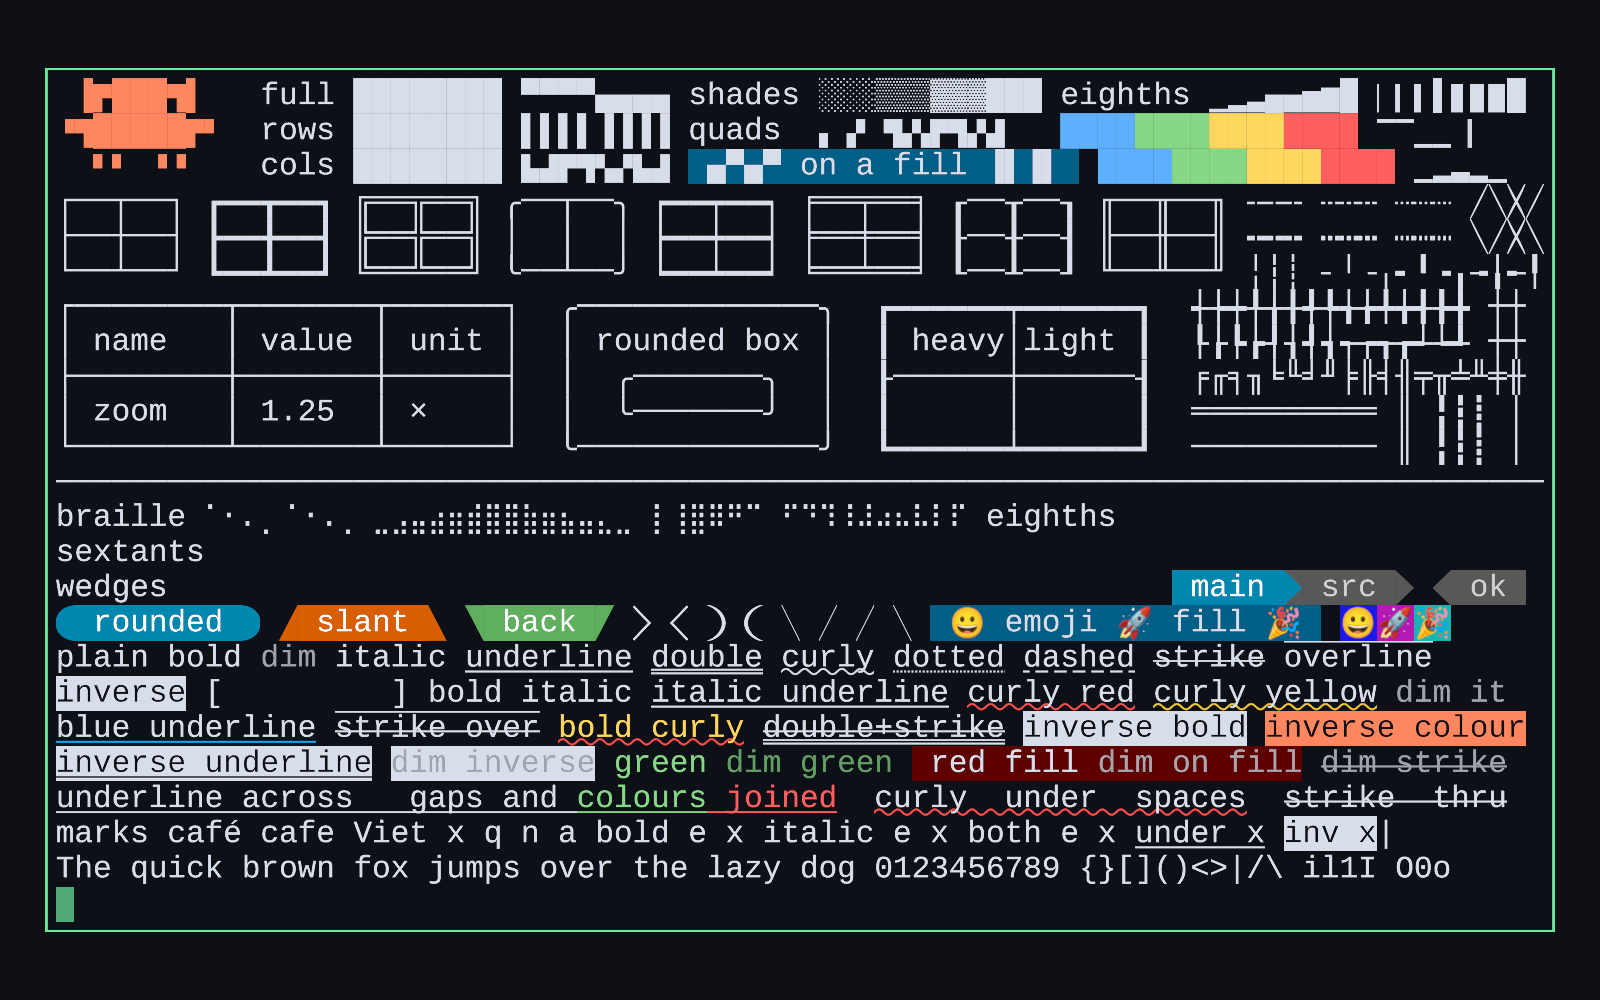 full shades eighths
rows quads
cols on a fill
name value unit rounded box heavy light
zoom 1.25 ×
braille eighths
sextants
wedges main src ok
rounded slant back 😀 emoji 🚀 fill 🎉 😀🚀🎉
plain bold dim italic underline double curly dotted dashed strike overline
inverse [ ] bold italic italic underline curly red curly yellow dim it
blue underline strike over bold curly double+strike inverse bold inverse colour
inverse underline dim inverse green dim green red fill dim on fill dim strike
underline across gaps and colours joined curly under spaces strike thru
marks café cafe Viet x q n a bold e x italic e x both e x under x inv x|
The quick brown fox jumps over the lazy dog 0123456789 {}[]()<>|/\ il1I O0o